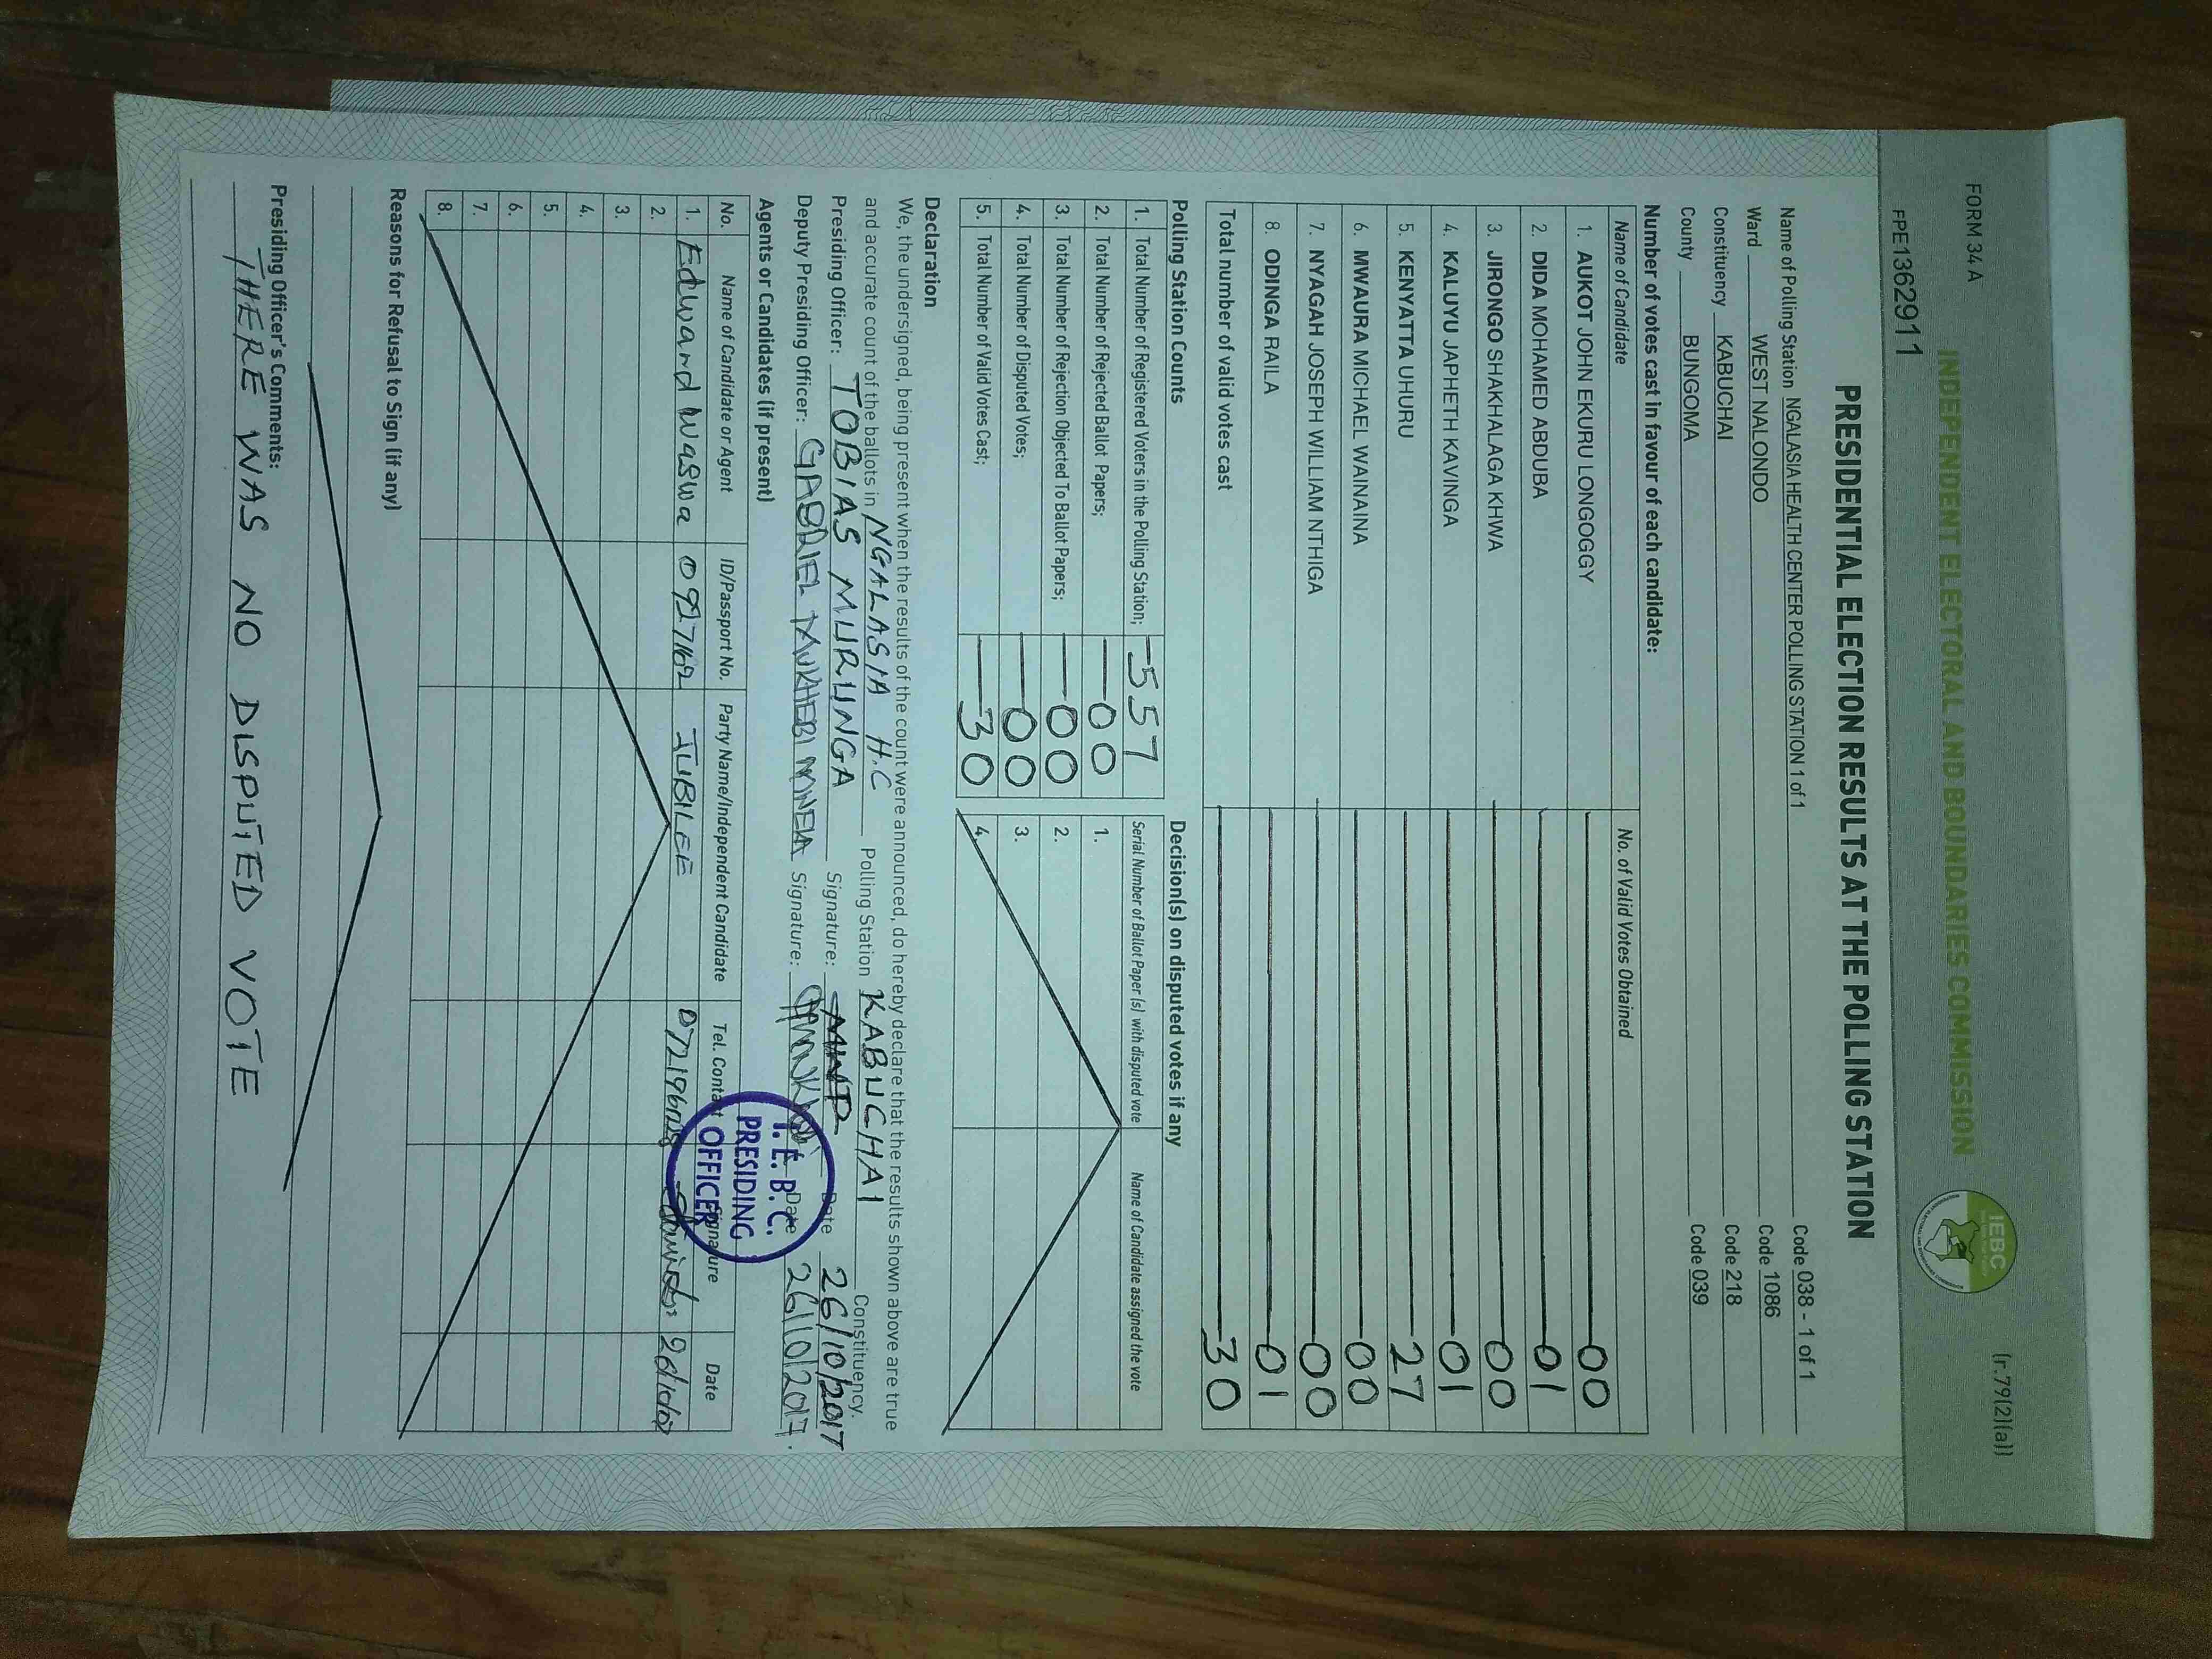 FORM 34 A
(r.79(2)(a))
INDEPENDENT ELECTORAL AND BOUNDARIES COMMISSION
IEBC
FPE1362911
PRESIDENTIAL ELECTION RESULTS AT THE POLLING STATION
Name of Polling Station NGALASIA HEALTH CENTER POLLING STATION 1 of 1 Code 038 - 1 of 1
Ward WEST NALONDO Code 1086
Constituency KABUCHAI Code 218
County BUNGOMA Code 039
Number of votes cast in favour of each candidate:
Name of Candidate No. of Valid Votes Obtained
1. AUKOT JOHN EKURU LONGOGGY 00
2. DIDA MOHAMED ABDUBA 01
3. JIRONGO SHAKHALAGA KHWA 00
4. KALUYU JAPHETH KAVINGA 01
5. KENYATTA UHURU 27
6. MWAURA MICHAEL WAINAINA 00
7. NYAGAH JOSEPH WILLIAM NTHIGA 00
8. ODINGA RAILA 01
Total number of valid votes cast 30
Polling Station Counts
1. Total Number of Registered Voters in the Polling Station; 557
2. Total Number of Rejected Ballot Papers; 00
3. Total Number of Rejection Objected To Ballot Papers; 00
4. Total Number of Disputed Votes; 00
5. Total Number of Valid Votes Cast; 30
Decision(s) on disputed votes if any
Serial Number of Ballot Paper (s) with disputed vote Name of Candidate assigned the vote
1.
2.
3.
4.
Declaration
We, the undersigned, being present when the results of the count were announced, do hereby declare that the results shown above are true
and accurate count of the ballots in NGALASIA H.C Polling Station KABUCHAI Constituency.
Presiding Officer: TOBIAS MURUNGA Signature: Date 26/10/2017
Deputy Presiding Officer: GABRIEL Signature: Date 26/10/2017.
I.E.B.C.
PRESIDING
OFFICER
Agents or Candidates (if present)
No. Name of Candidate or Agent ID/Passport No. Party Name/Independent Candidate Tel. Contact Signature Date
1. Edward Waswa JUBILEE
2.
3.
4.
5.
6.
7.
8.
Reasons for Refusal to Sign (if any)
Presiding Officer's Comments:
THERE WAS NO DISPUTED VOTE